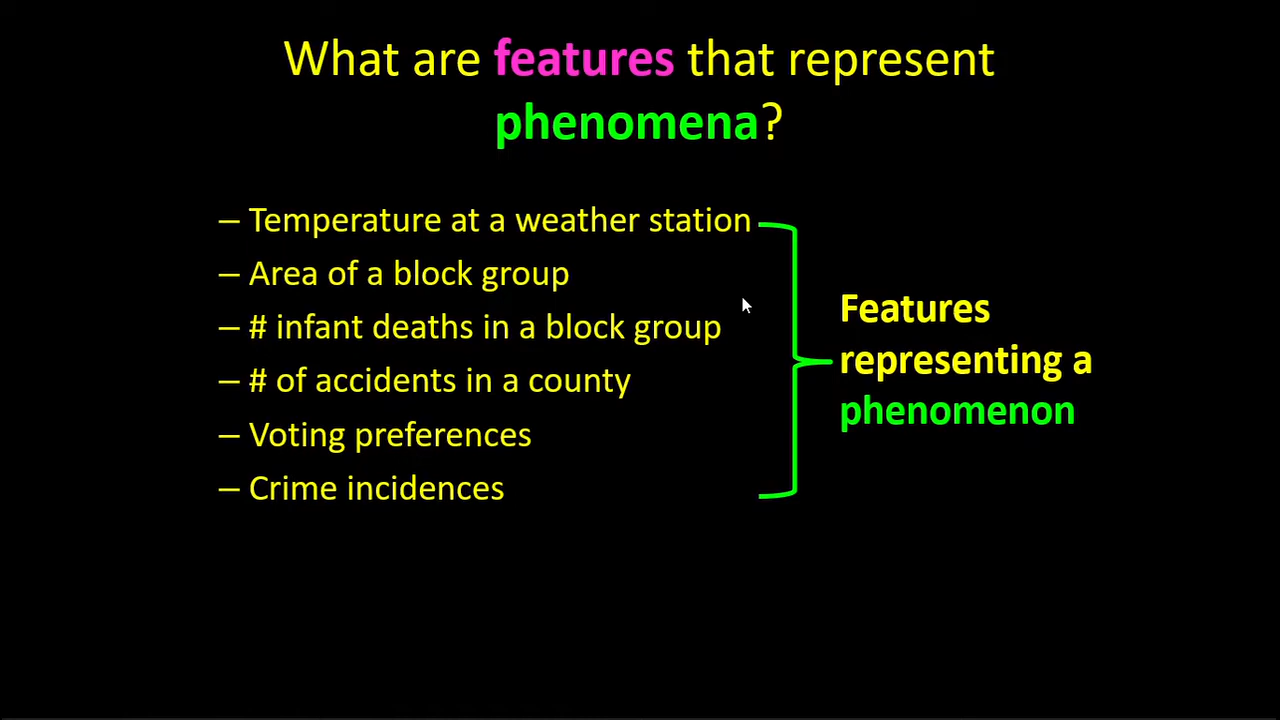 What are features that represent
phenomena?
– Temperature at a weather station
– Area of a block group
– # infant deaths in a block group
– # of accidents in a county
– Voting preferences
– Crime incidences
Features
representing a
phenomenon